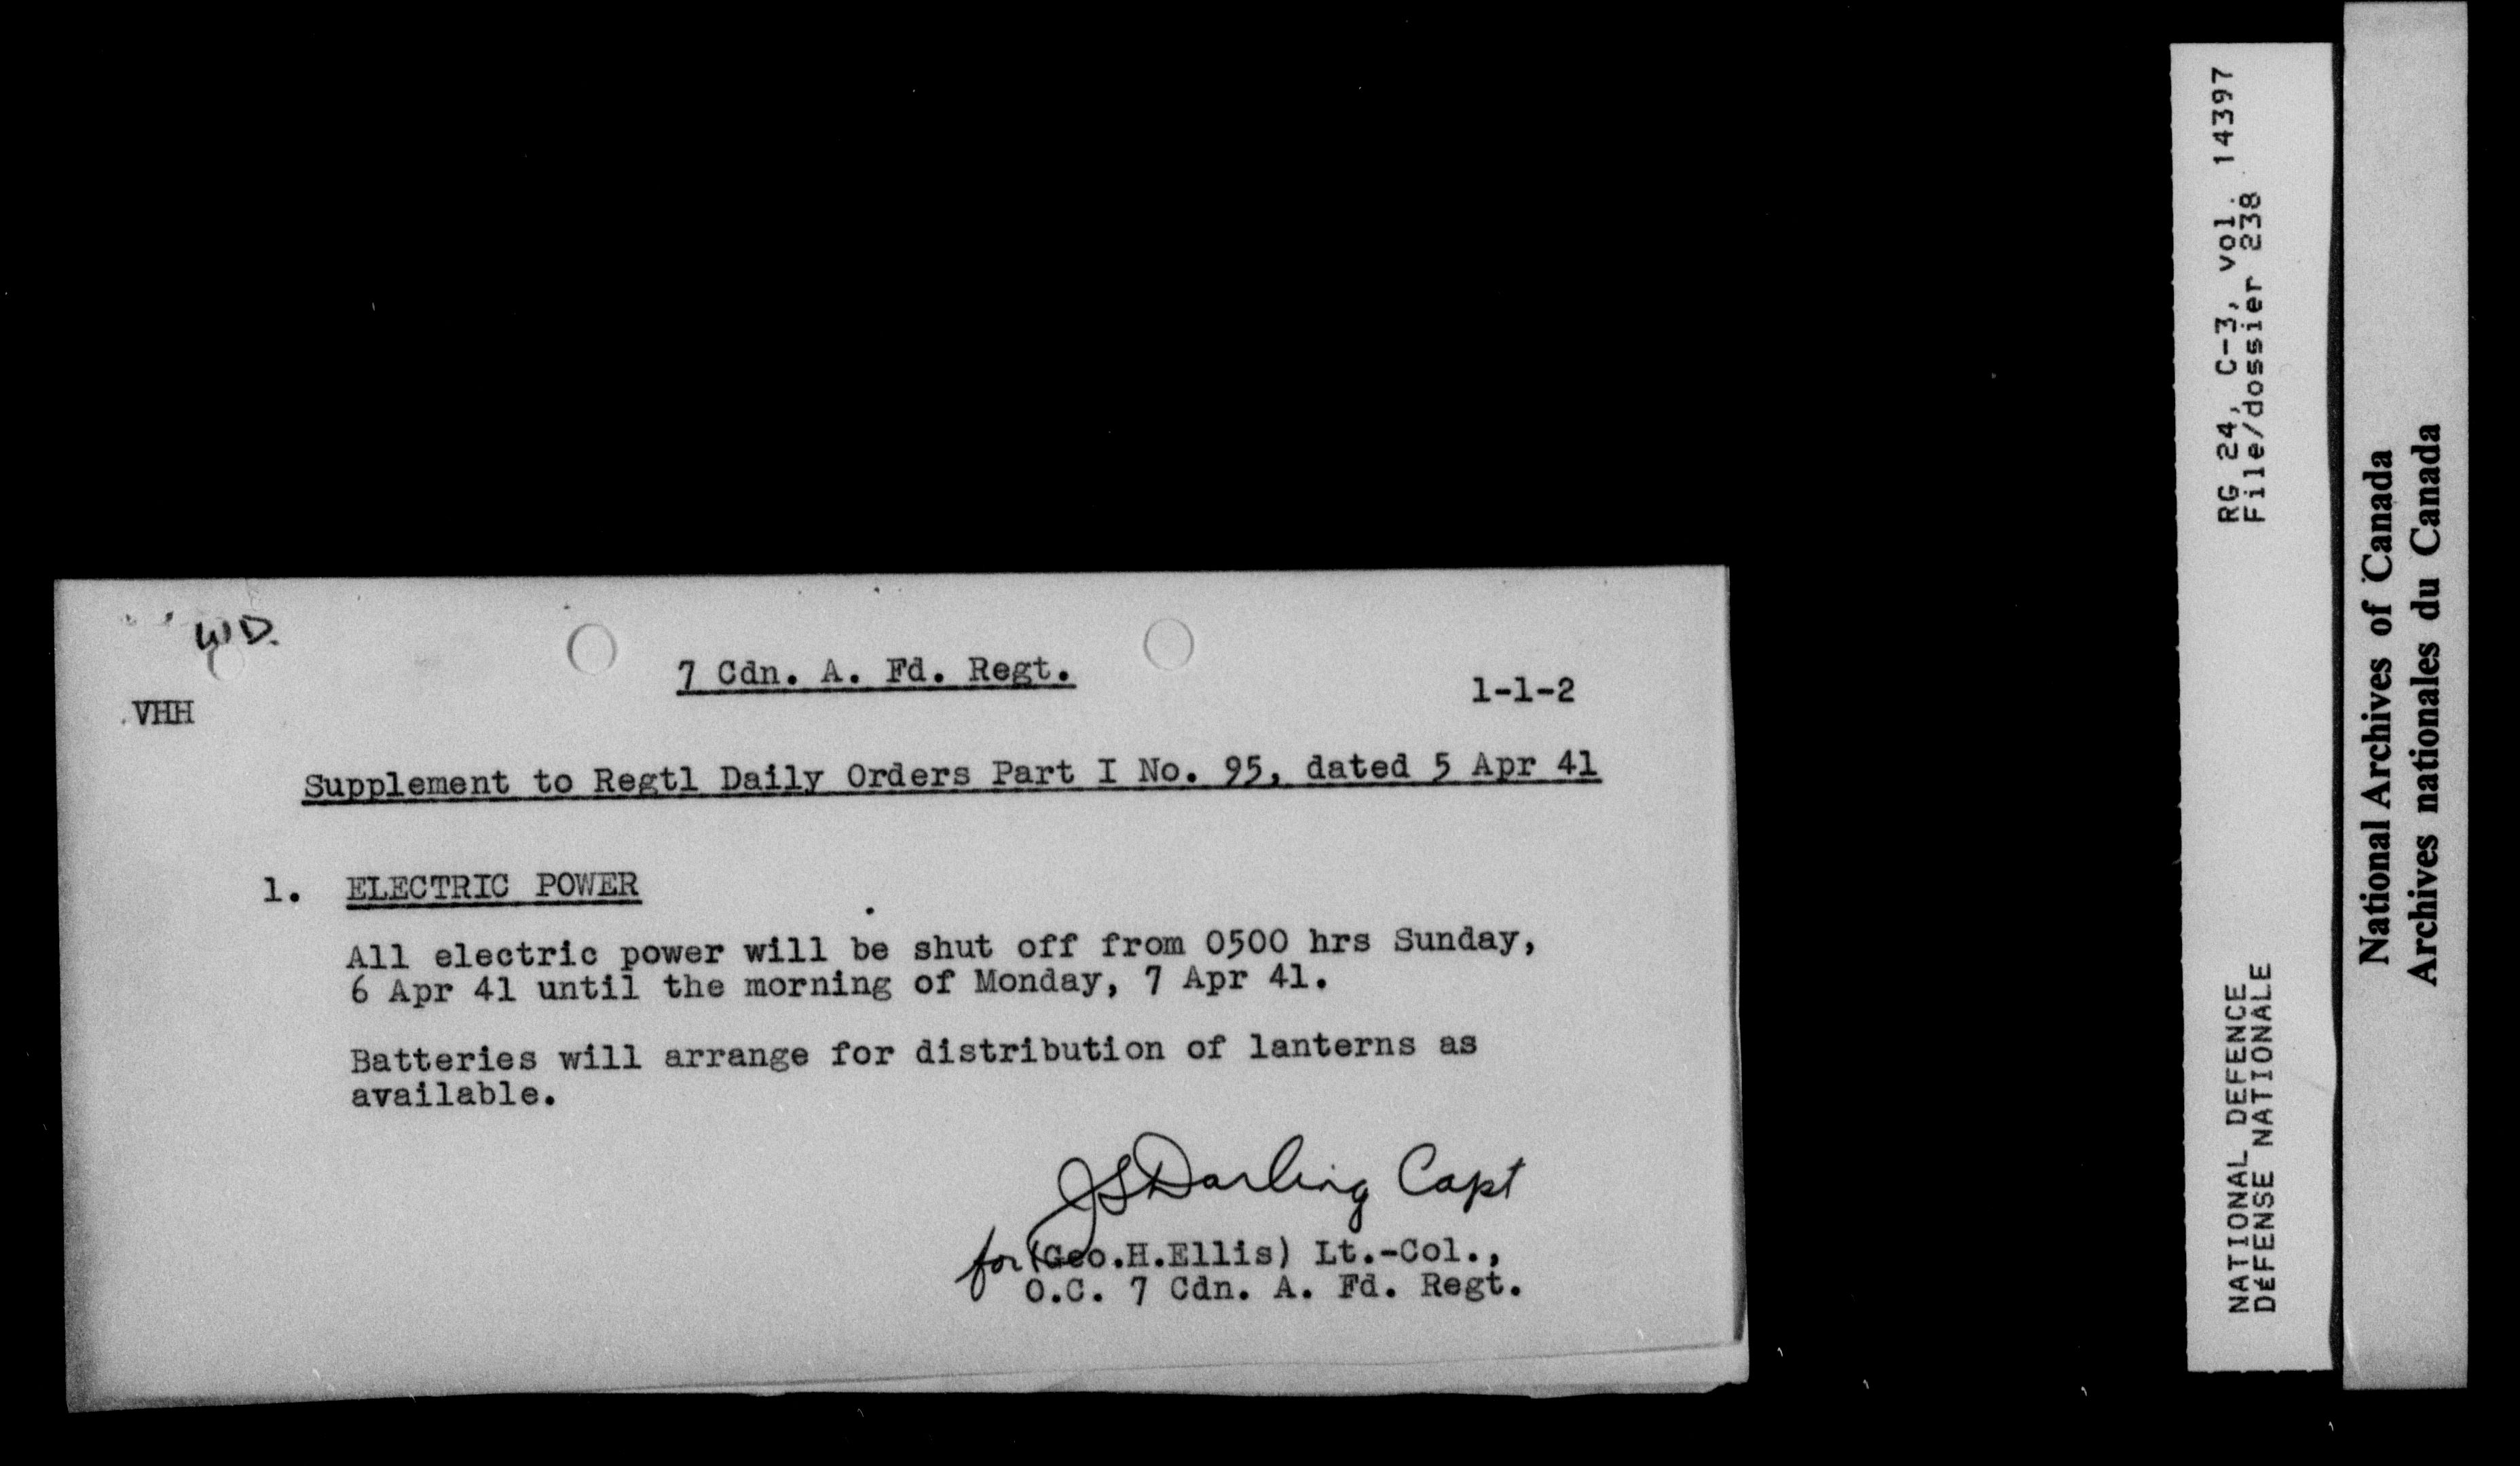 WD.
7 Cdn. A. Fd. Regt.
1-1-2
VHH
Supplement to Regtl Daily Orders Part I No. 95, dated 5 Apr 41
1. ELECTRIC POWER
All electric power will be shut off from 0500 hrs Sunday,
6 Apr 41 until the morning of Monday, 7 Apr 41.
Batteries will arrange for distribution of lanterns as
available.
JSDarling Capt
for (Geo.H.Ellis) Lt.-Col.,
O.C. 7 Cdn. A. Fd. Regt.
RG 24, C-3, vol. 14397
File/dossier 238
NATIONAL DEFENCE
DÉFENSE NATIONALE
National Archives of Canada
Archives nationales du Canada